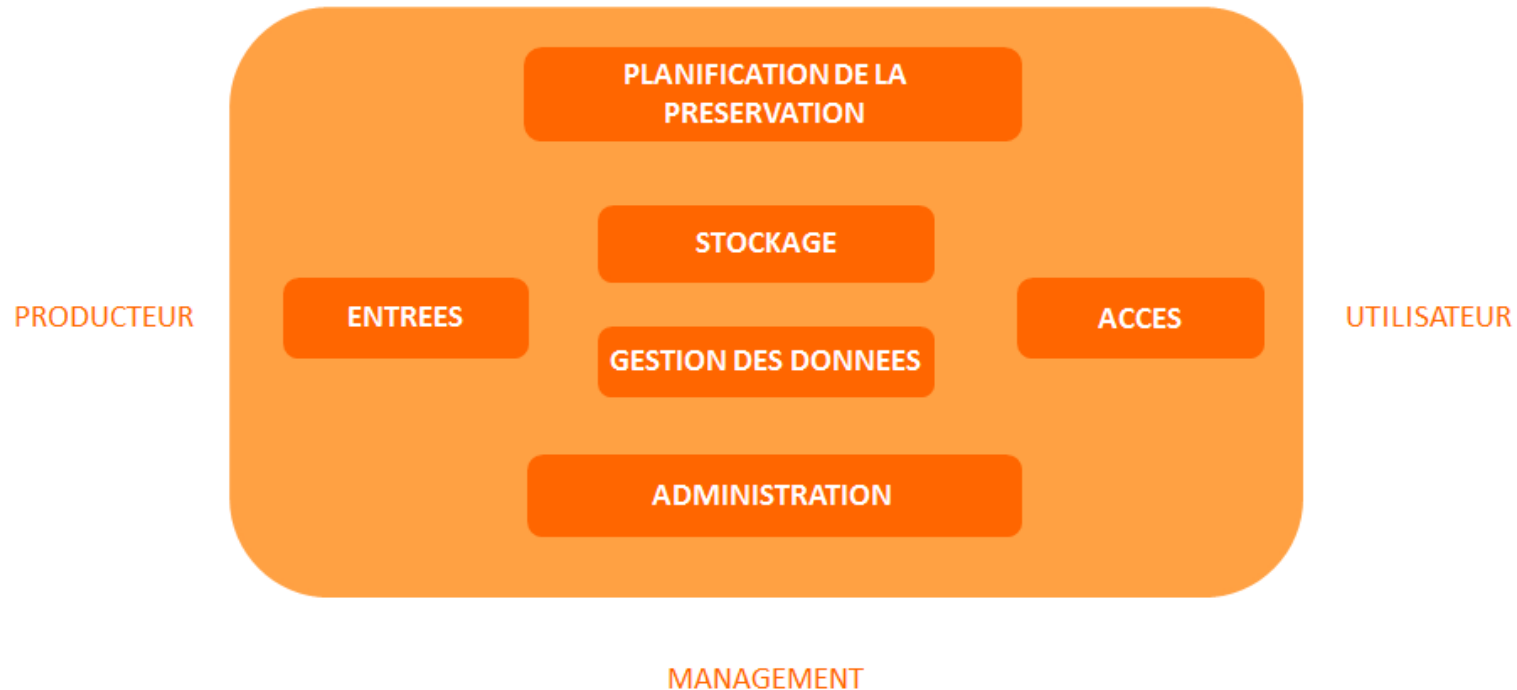 PLANIFICATION DE LA
PRESERVATION
STOCKAGE
PRODUCTEUR
ENTREES
ACCES
UTILISATEUR
GESTION DES DONNEES
ADMINISTRATION
MANAGEMENT